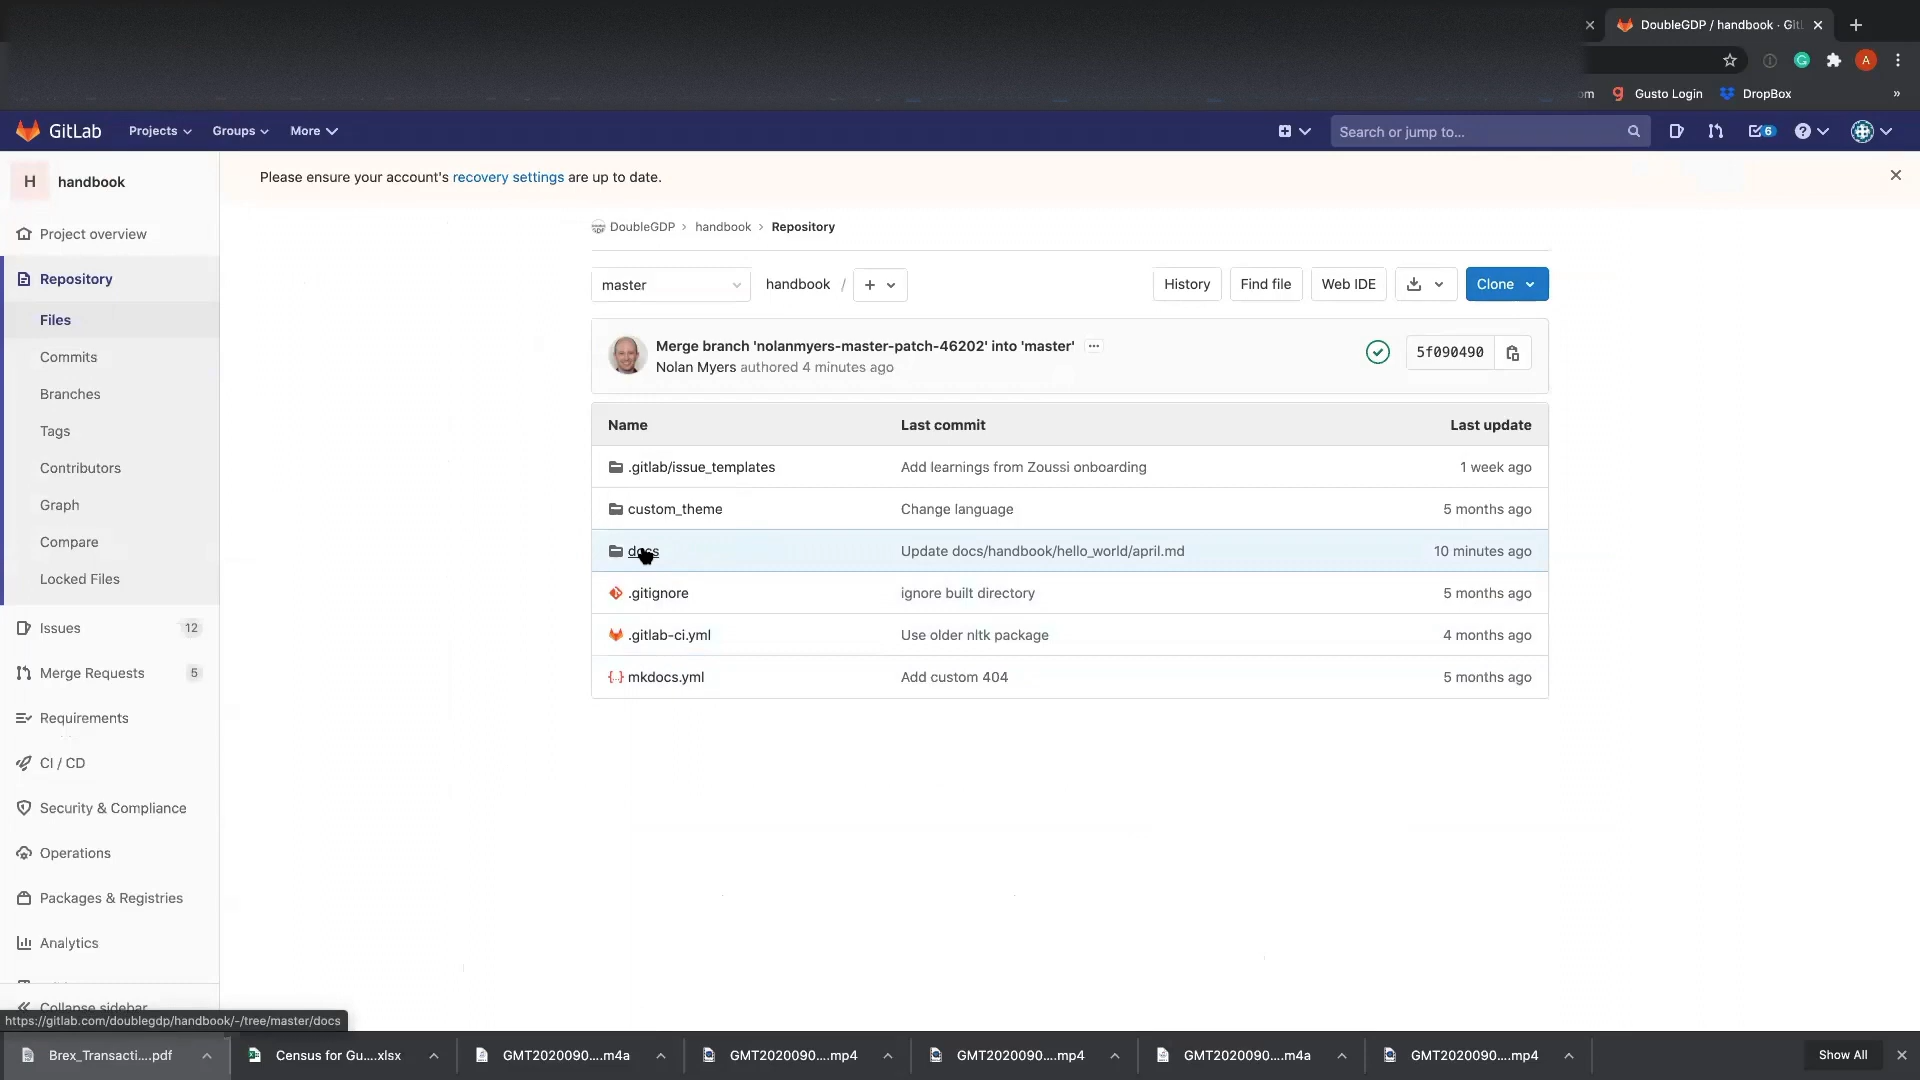 DoubleGDP / handbook · Git
om
Gusto Login
DropBox
»
GitLab
Projects
Groups
More
Search or jump to...
6
A
H
handbook
Please ensure your account's recovery settings are up to date.
Project overview
Repository
Files
Commits
Branches
Tags
Contributors
Graph
Compare
Locked Files
Issues 12
Merge Requests 5
Requirements
CI / CD
Security & Compliance
Operations
Packages & Registries
Analytics
Collapse sidebar
DoubleGDP › handbook › Repository
master
handbook /
History
Find file
Web IDE
Clone
Merge branch 'nolanmyers-master-patch-46202' into 'master'
Nolan Myers authored 4 minutes ago
5f090490
Name Last commit Last update
.gitlab/issue_templates Add learnings from Zoussi onboarding 1 week ago
custom_theme Change language 5 months ago
docs Update docs/handbook/hello_world/april.md 10 minutes ago
.gitignore ignore built directory 5 months ago
.gitlab-ci.yml Use older nltk package 4 months ago
mkdocs.yml Add custom 404 5 months ago
https://gitlab.com/doublegdp/handbook/-/tree/master/docs
Brex_Transacti....pdf
Census for Gu....xlsx
GMT2020090....m4a
GMT2020090....mp4
GMT2020090....mp4
GMT2020090....m4a
GMT2020090....mp4
Show All